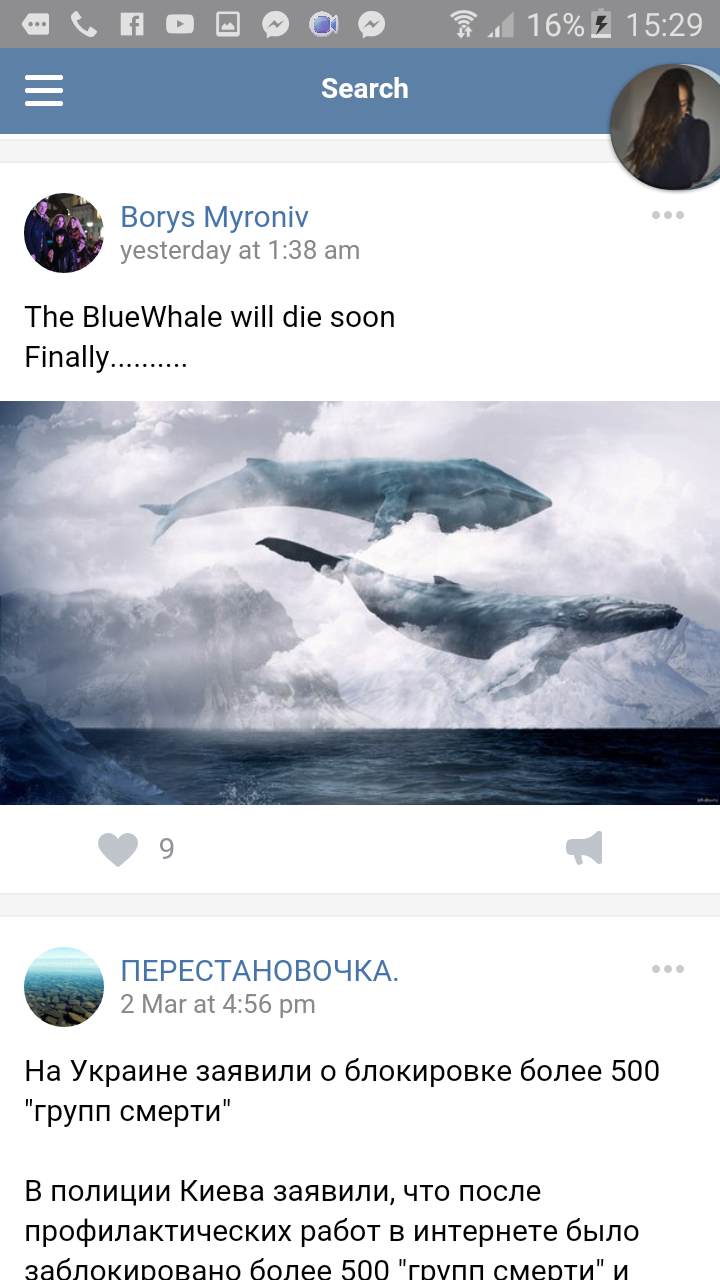 16% 15:29
Search
Borys Myroniv
yesterday at 1:38 am
The BlueWhale will die soon
Finally..........
9
ПЕРЕСТАНОВОЧКА.
2 Mar at 4:56 pm
На Украине заявили о блокировке более 500
"групп смерти"
В полиции Киева заявили, что после
профилактических работ в интернете было
заблокировано более 500 "групп смерти" и